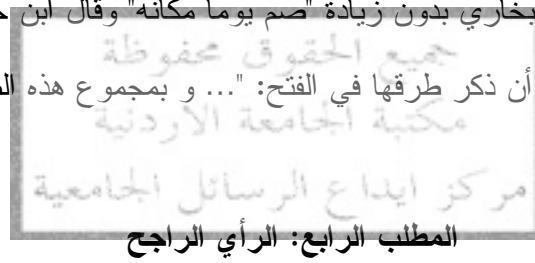 بخاري بدون زيادة "صم يوما مكانه" وقال ابن
جميع الحقوق محفوظة
أن ذكر طرقها في الفتح: "... و بمجموع هذه
مكتبة الجامعة الاردنية
مركز ايداع الرسائل الجامعية
المطلب الرابع: الرأي الراجح